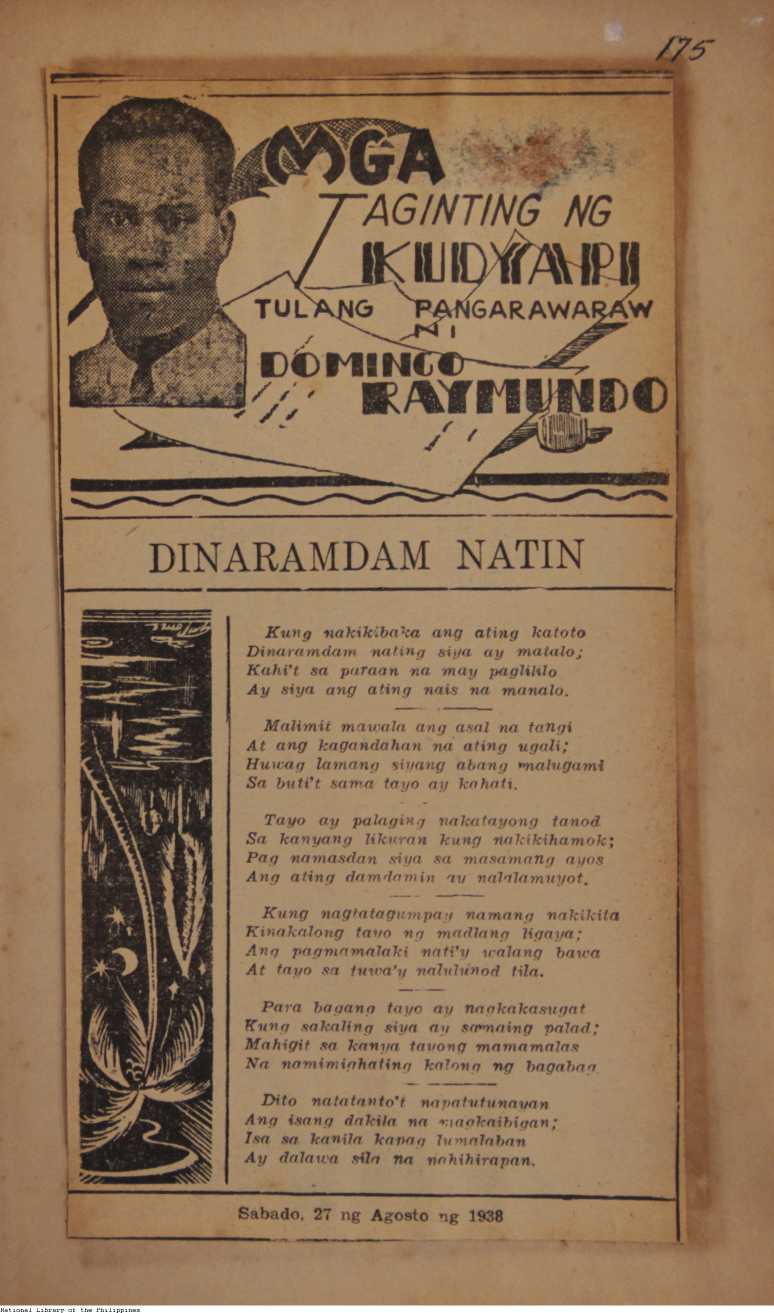 175
MGA
TAGINTING NG
KUDYAPI
TULANG PANGARAWARAW
NI
DOMINGO
RAYMUNDO
DINARAMDAM NATIN
Kung nakikibaka ang ating katoto
Dinaramdam nating siya ay matalo;
Kahi't sa paraan na may paglililo
Ay siya ang ating nais na manalo.
Malimit mawala ang asal na tangi
At ang kagandahan na ating ugali;
Huwag lamang siyang abang malugami
Sa buti't sama tayo ay kahati.
Tayo ay palaging nakatayong tanod
Sa kanyang likuran kung nakikihamok;
Pag namasdan siya sa masamang ayos
Ang ating damdamin ay nalalamuyot.
Kung nagtatagumpay namang nakikita
Kinakalong tayo ng madlang ligaya;
Ang pagmamalaki nati'y walang bawa
At tayo sa tuwa'y nalulunod tila.
Para bagang tayo ay nagkakasugat
Kung sakaling siya ay samaing palad;
Mahigit sa kanya tayong mamamalas
Na namimighating kalong ng bagabag
Dito natatanto't napatutunayan
Ang isang dakila na magkaibigan;
Isa sa kanila kapag lumalaban
Ay dalawa sila na nahihirapan.
Sabado, 27 ng Agosto ng 1938
National Library of the Philippines